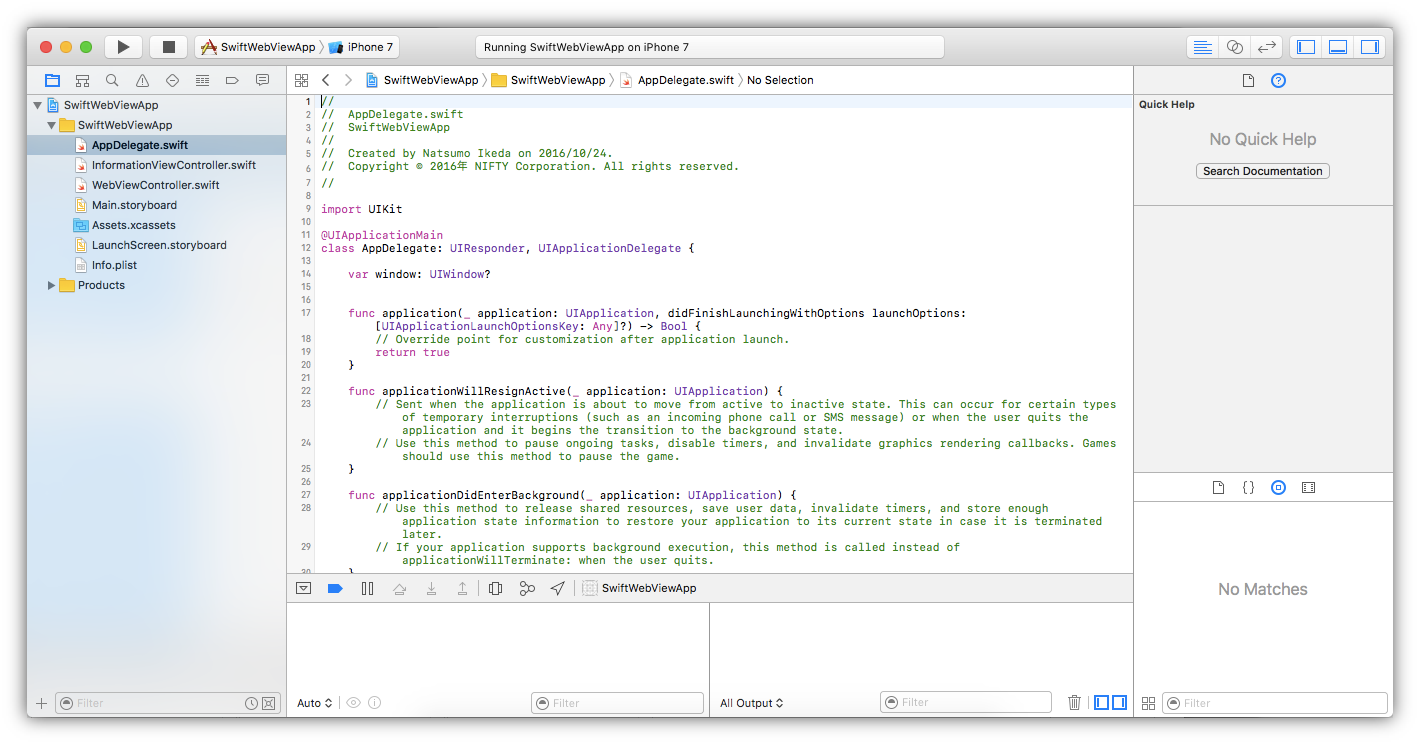 SwiftWebViewApp
iPhone 7
Running SwiftWebViewApp on iPhone 7
SwiftWebViewApp
SwiftWebViewApp
AppDelegate.swift
No Selection
SwiftWebViewApp
SwiftWebViewApp
AppDelegate.swift
InformationViewController.swift
WebViewController.swift
Main.storyboard
Assets.xcassets
LaunchScreen.storyboard
Info.plist
Products
Filter
1 //
2 //  AppDelegate.swift
3 //  SwiftWebViewApp
4 //
5 //  Created by Natsumo Ikeda on 2016/10/24.
6 //  Copyright © 2016年 NIFTY Corporation. All rights reserved.
7 //
8
9 import UIKit
10
11 @UIApplicationMain
12 class AppDelegate: UIResponder, UIApplicationDelegate {
13
14     var window: UIWindow?
15
16
17     func application(_ application: UIApplication, didFinishLaunchingWithOptions launchOptions:
[UIApplicationLaunchOptionsKey: Any]?) -> Bool {
18         // Override point for customization after application launch.
19         return true
20     }
21
22     func applicationWillResignActive(_ application: UIApplication) {
23         // Sent when the application is about to move from active to inactive state. This can occur for certain types
of temporary interruptions (such as an incoming phone call or SMS message) or when the user quits the
application and it begins the transition to the background state.
24         // Use this method to pause ongoing tasks, disable timers, and invalidate graphics rendering callbacks. Games
should use this method to pause the game.
25     }
26
27     func applicationDidEnterBackground(_ application: UIApplication) {
28         // Use this method to release shared resources, save user data, invalidate timers, and store enough
application state information to restore your application to its current state in case it is terminated
later.
29         // If your application supports background execution, this method is called instead of
applicationWillTerminate: when the user quits.
30     }
SwiftWebViewApp
Auto
Filter
All Output
Filter
Quick Help
No Quick Help
Search Documentation
No Matches
Filter